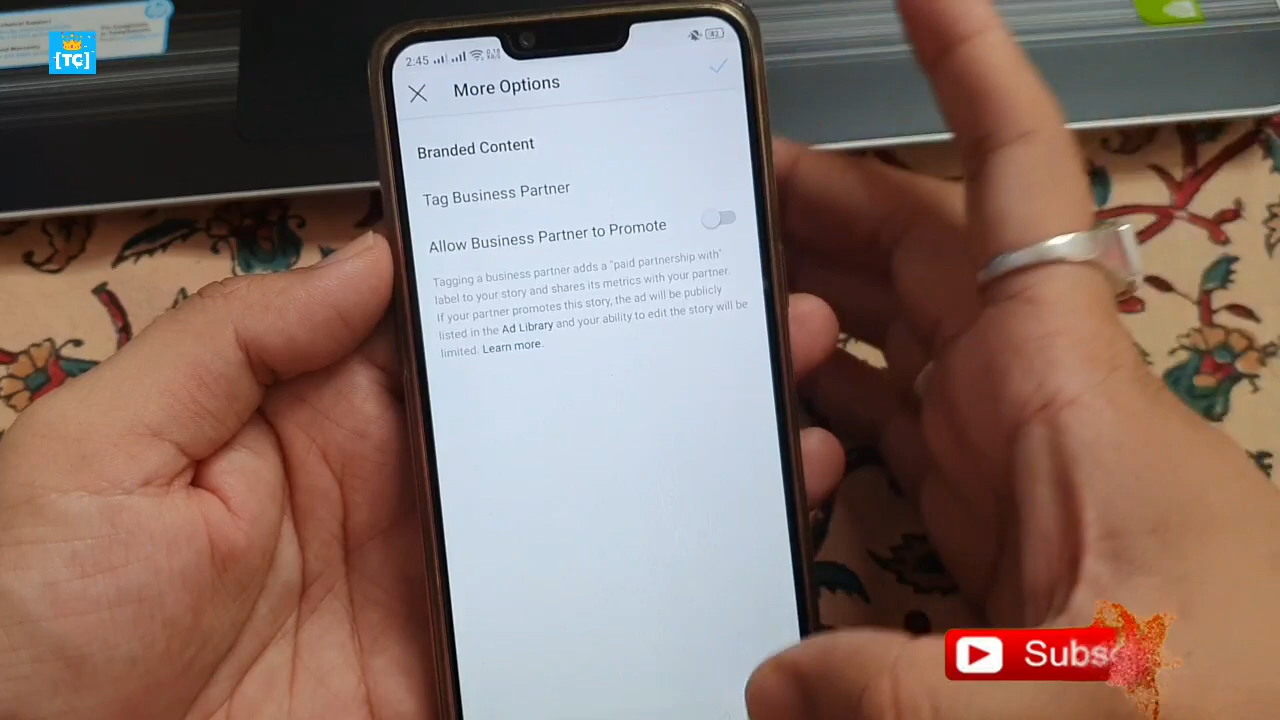 [TC]
2:45
42
More Options
Branded Content
Tag Business Partner
Allow Business Partner to Promote
Tagging a business partner adds a "paid partnership with"
label to your story and shares its metrics with your partner.
If your partner promotes this story, the ad will be publicly
listed in the Ad Library and your ability to edit the story will be
limited. Learn more.
Subsc